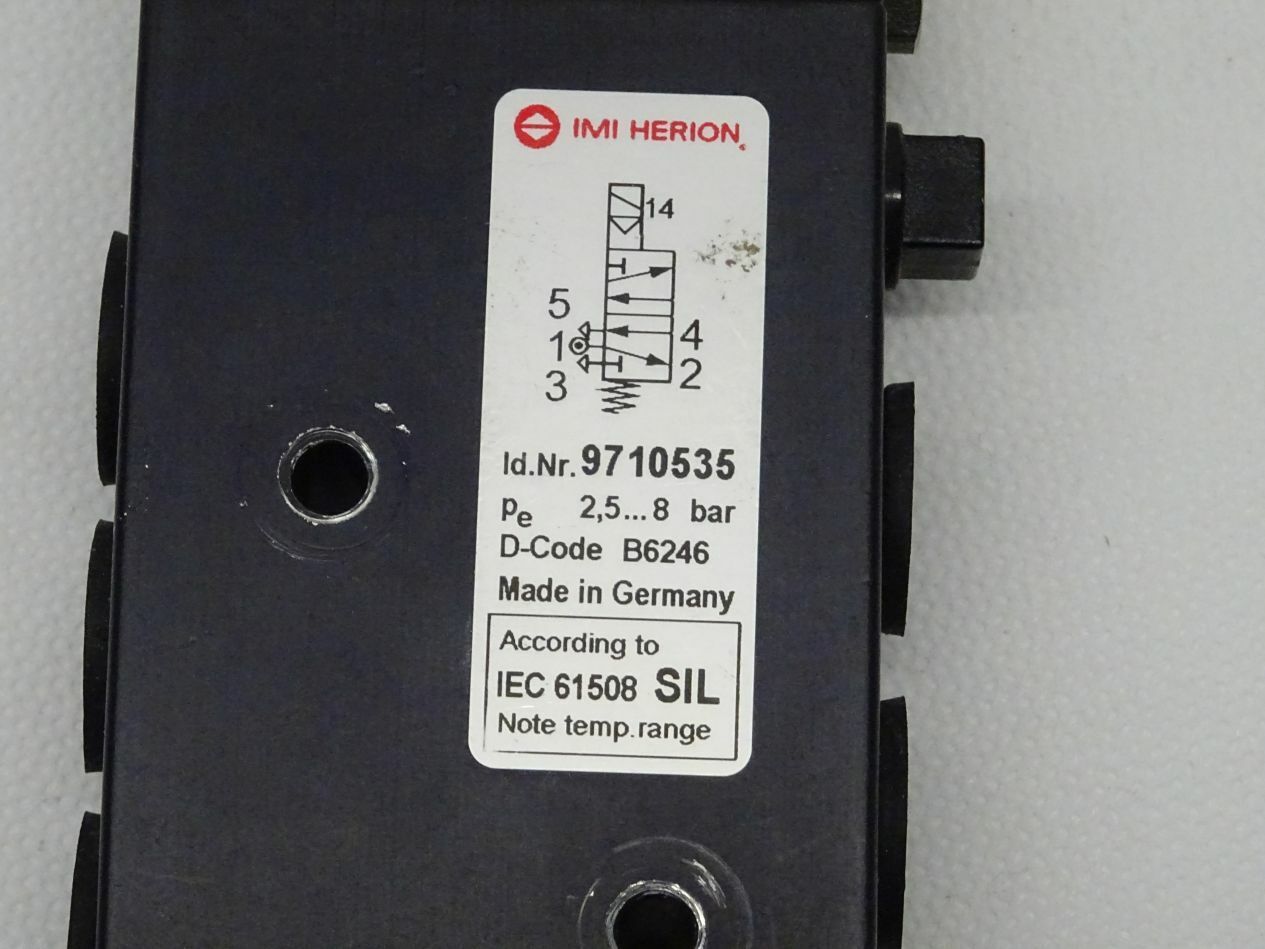 IMI HERION
14
5
1
3
4
2
Id.Nr. 9710535
pe 2,5...8 bar
D-Code B6246
Made in Germany
According to
IEC 61508 SIL
Note temp.range